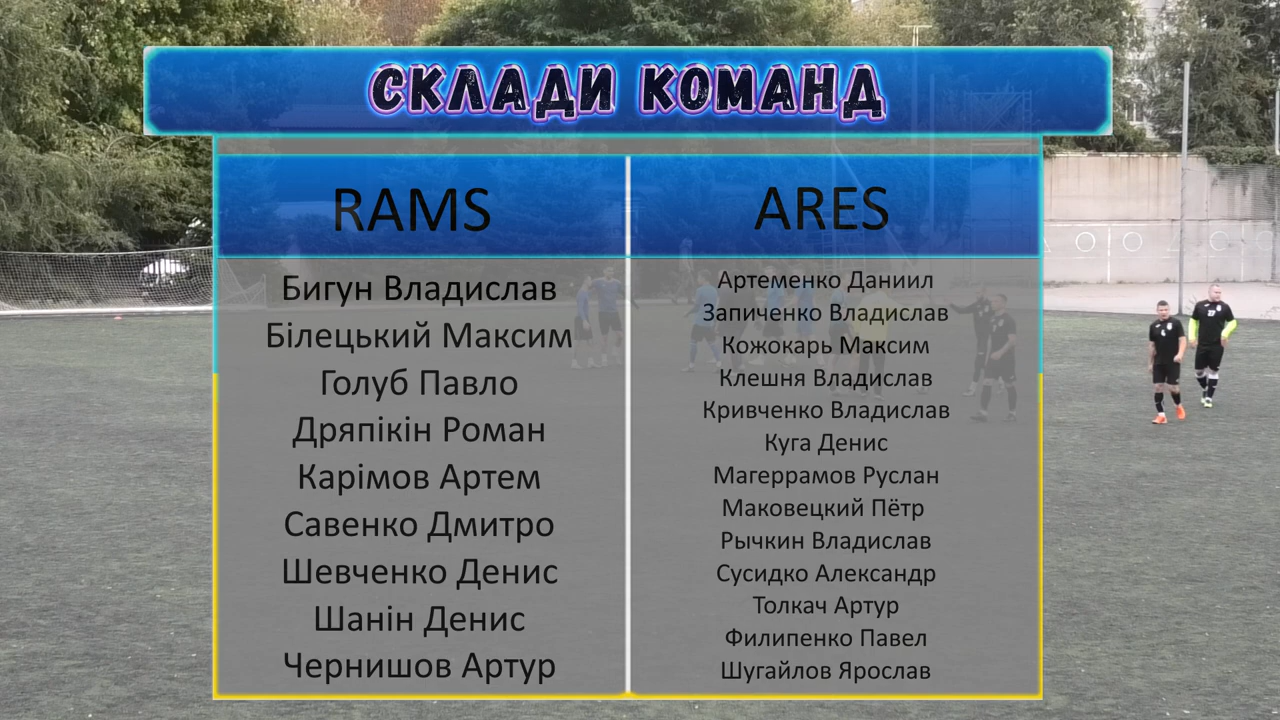 СКЛАДИ КОМАНД
RAMS
ARES
Бигун Владислав
Білецький Максим
Голуб Павло
Дряпікін Роман
Карімов Артем
Савенко Дмитро
Шевченко Денис
Шанін Денис
Чернишов Артур
Артеменко Даниил
Запиченко Владислав
Кожокарь Максим
Клешня Владислав
Кривченко Владислав
Куга Денис
Магеррамов Руслан
Маковецкий Пётр
Рычкин Владислав
Сусидко Александр
Толкач Артур
Филипенко Павел
Шугайлов Ярослав